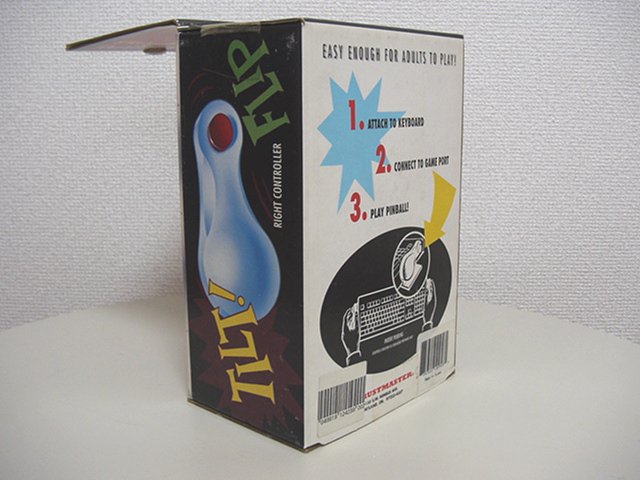 FLIP
RIGHT CONTROLLER
TILT!
EASY ENOUGH FOR ADULTS TO PLAY!
1. ATTACH TO KEYBOARD
2. CONNECT TO GAME PORT
3. PLAY PINBALL!